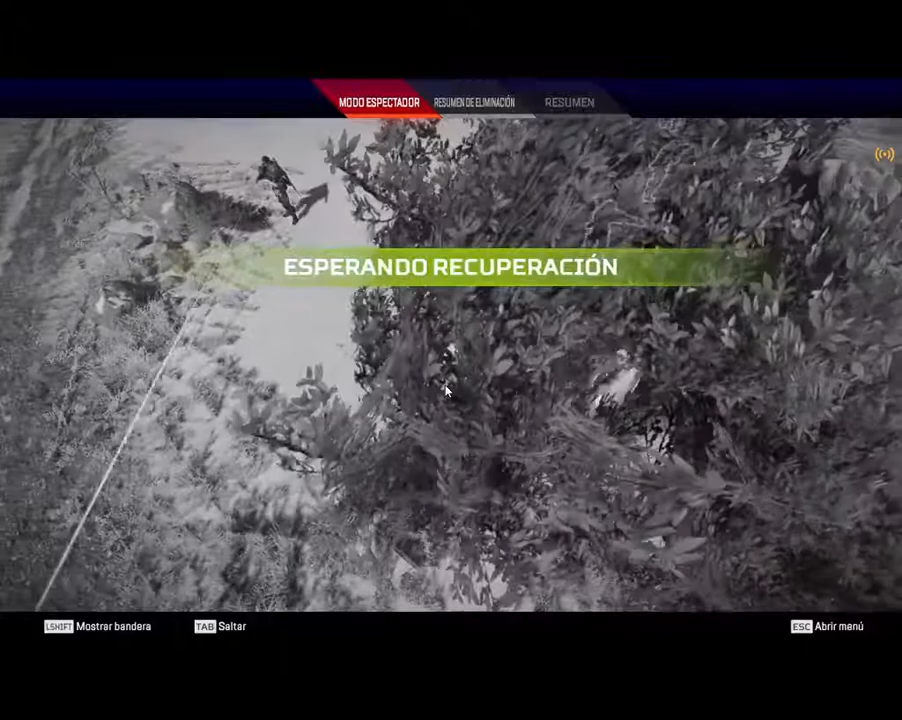 MODO ESPECTADOR
RESUMEN DE ELIMINACIÓN
RESUMEN
ESPERANDO RECUPERACIÓN
LSHIFT Mostrar bandera
TAB Saltar
ESC Abrir menú